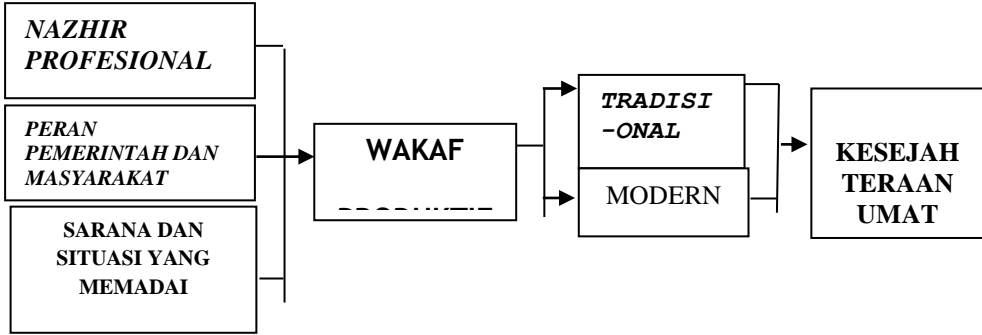 NAZHIR
PROFESIONAL
PERAN
PEMERINTAH DAN
MASYARAKAT
SARANA DAN
SITUASI YANG
MEMADAI
WAKAF
TRADISI
-ONAL
MODERN
KESEJAH
TERAAN
UMAT